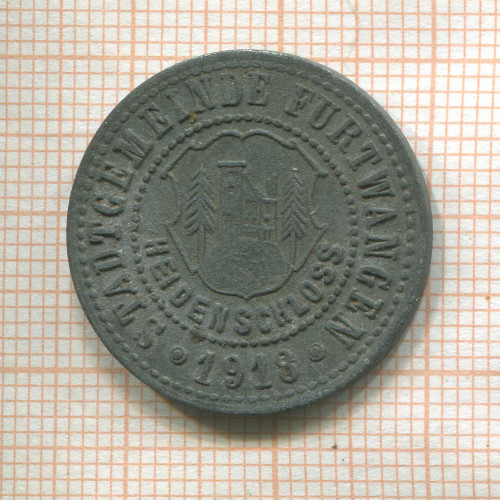 STADTGEMEINDE FURTWANGEN
HEIDENSCHLOSS
1918